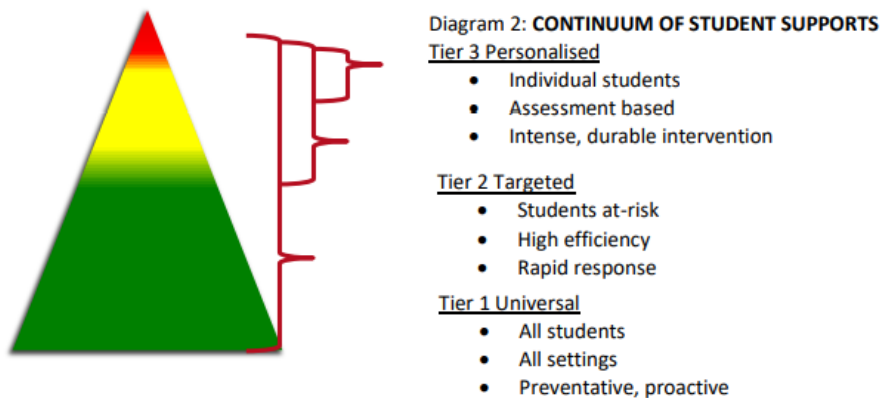 Diagram 2: CONTINUUM OF STUDENT SUPPORTS
Tier 3 Personalised
• Individual students
• Assessment based
• Intense, durable intervention
Tier 2 Targeted
• Students at-risk
• High efficiency
• Rapid response
Tier 1 Universal
• All students
• All settings
• Preventative, proactive